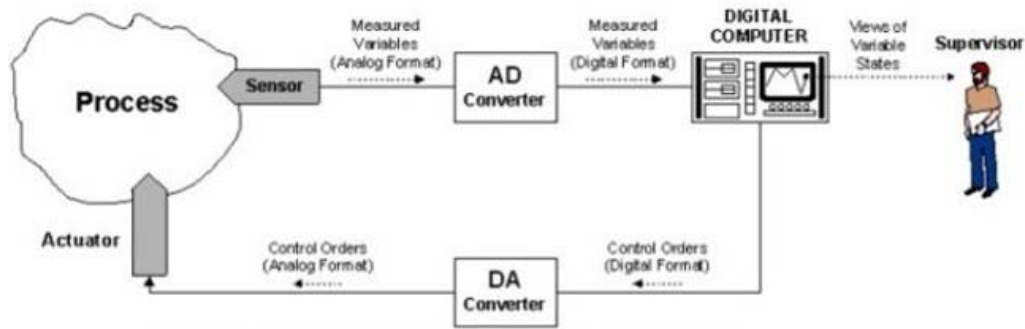 DIGITAL
COMPUTER
Measured
Variables
(Analog Format)
Measured
Variables
(Digital Format)
Views of
Variable
States
Supervisor
Process
Sensor
AD
Converter
Actuator
Control Orders
(Analog Format)
DA
Converter
Control Orders
(Digital Format)